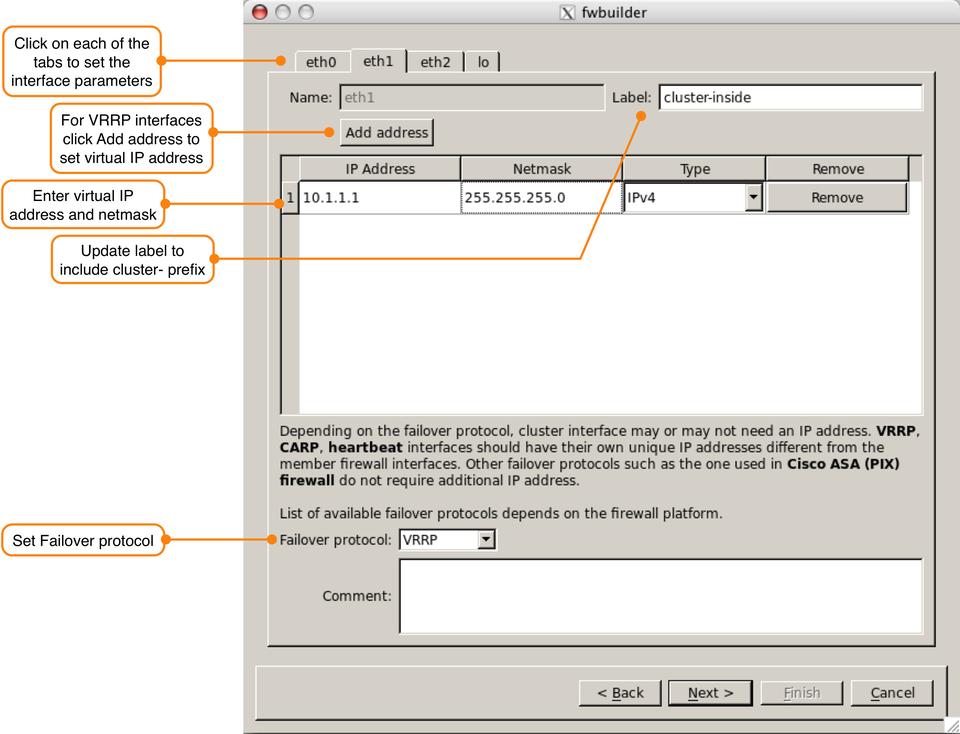 fwbuilder
Click on each of the
tabs to set the
interface parameters
eth0 eth1 eth2 lo
Name: eth1 Label: cluster-inside
For VRRP interfaces
click Add address to
set virtual IP address
Add address
IP Address Netmask Type Remove
Enter virtual IP
address and netmask
1 10.1.1.1 255.255.255.0 IPv4 Remove
Update label to
include cluster- prefix
Depending on the failover protocol, cluster interface may or may not need an IP address. VRRP,
CARP, heartbeat interfaces should have their own unique IP addresses different from the
member firewall interfaces. Other failover protocols such as the one used in Cisco ASA (PIX)
firewall do not require additional IP address.
List of available failover protocols depends on the firewall platform.
Set Failover protocol
Failover protocol: VRRP
Comment:
< Back Next > Finish Cancel